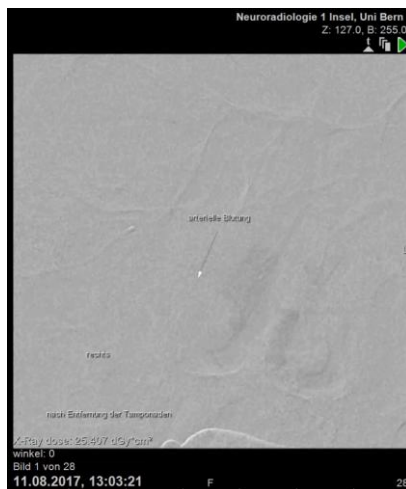 Neuroradiologie 1 Insel, Uni Bern
Z: 127.0, B: 255.0
t
arterielle Blutung
rechts
nach Entfernung der Tamponaden
X-Ray dose: 25.407 dGy*cm²
winkel: 0
Bild 1 von 28
11.08.2017, 13:03:21
F
28